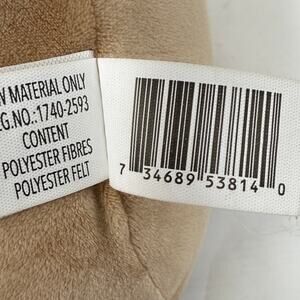 W MATERIAL ONLY
G.NO.:1740-2593
CONTENT
POLYESTER FIBRES
POLYESTER FELT
7 34689 53814 0